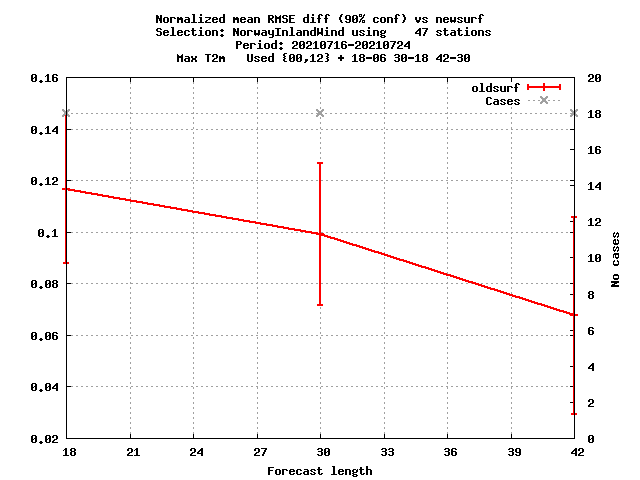 Normalized mean RMSE diff (90% conf) vs newsurf
Selection: NorwayInlandWind using    47 stations
Period: 20210716-20210724
Max T2m   Used {00,12} + 18-06 30-18 42-30
oldsurf
Cases
0.16
0.14
0.12
0.1
0.08
0.06
0.04
0.02
20
18
16
14
12
10
8
6
4
2
0
No cases
18 21 24 27 30 33 36 39 42
Forecast length